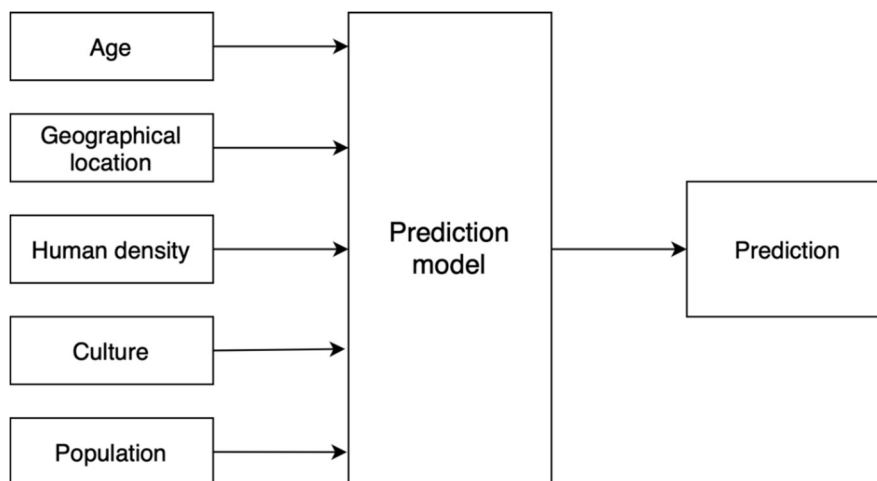 Age
Geographical
location
Human density
Culture
Population
Prediction
model
Prediction